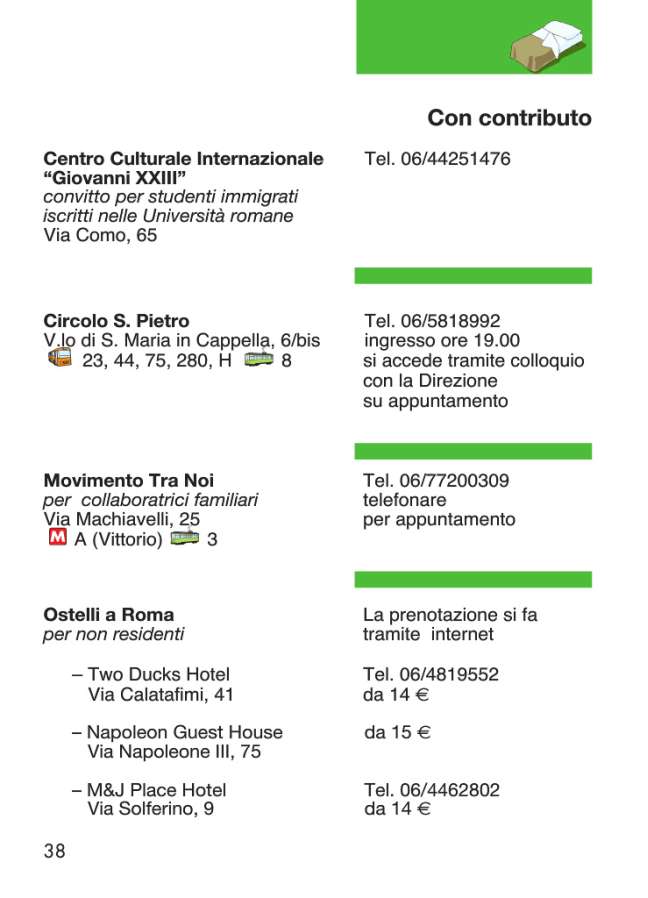 Con contributo
Centro Culturale Internazionale
“Giovanni XXIII”
convitto per studenti immigrati
iscritti nelle Università romane
Via Como, 65
Tel. 06/44251476
Circolo S. Pietro
V.lo di S. Maria in Cappella, 6/bis
23, 44, 75, 280, H 8
Tel. 06/5818992
ingresso ore 19.00
si accede tramite colloquio
con la Direzione
su appuntamento
Movimento Tra Noi
per collaboratrici familiari
Via Machiavelli, 25
M A (Vittorio) 3
Tel. 06/77200309
telefonare
per appuntamento
Ostelli a Roma
per non residenti
La prenotazione si fa
tramite internet
– Two Ducks Hotel
Via Calatafimi, 41
Tel. 06/4819552
da 14 €
– Napoleon Guest House
Via Napoleone III, 75
da 15 €
– M&J Place Hotel
Via Solferino, 9
Tel. 06/4462802
da 14 €
38